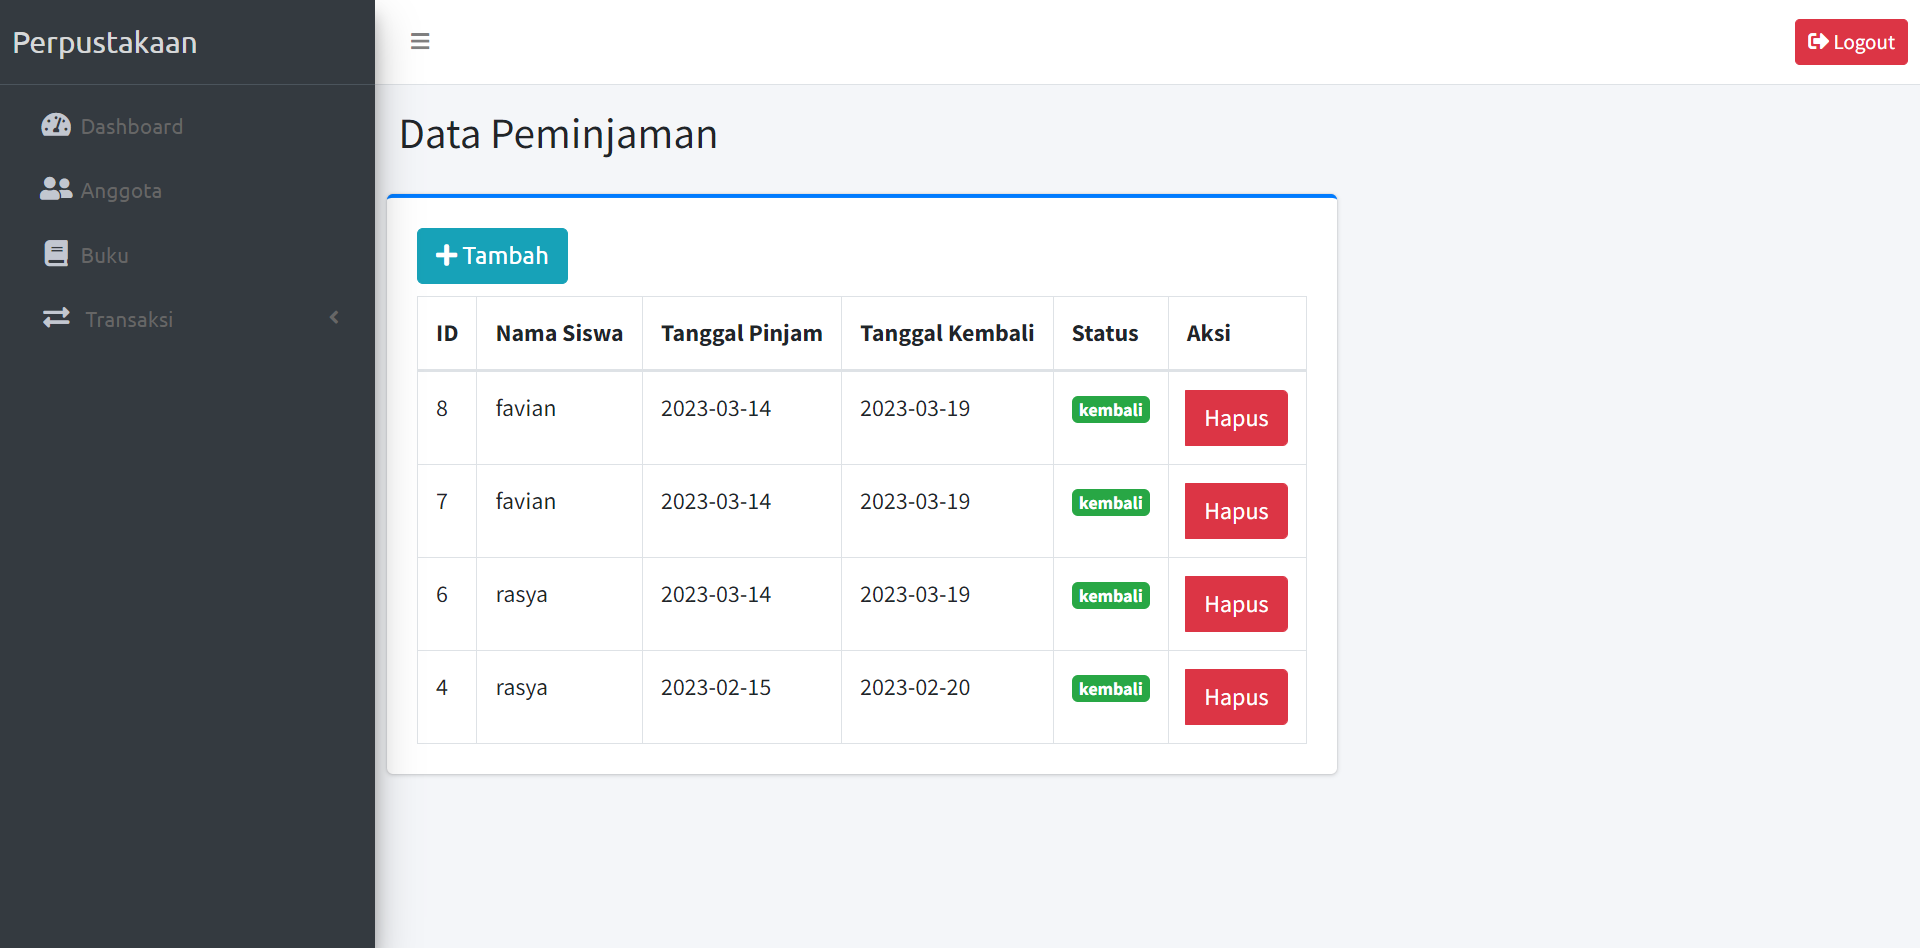 Perpustakaan
Logout
Dashboard
Anggota
Buku
Transaksi
Data Peminjaman
Tambah
ID Nama Siswa Tanggal Pinjam Tanggal Kembali Status Aksi
8 favian 2023-03-14 2023-03-19 kembali Hapus
7 favian 2023-03-14 2023-03-19 kembali Hapus
6 rasya 2023-03-14 2023-03-19 kembali Hapus
4 rasya 2023-02-15 2023-02-20 kembali Hapus